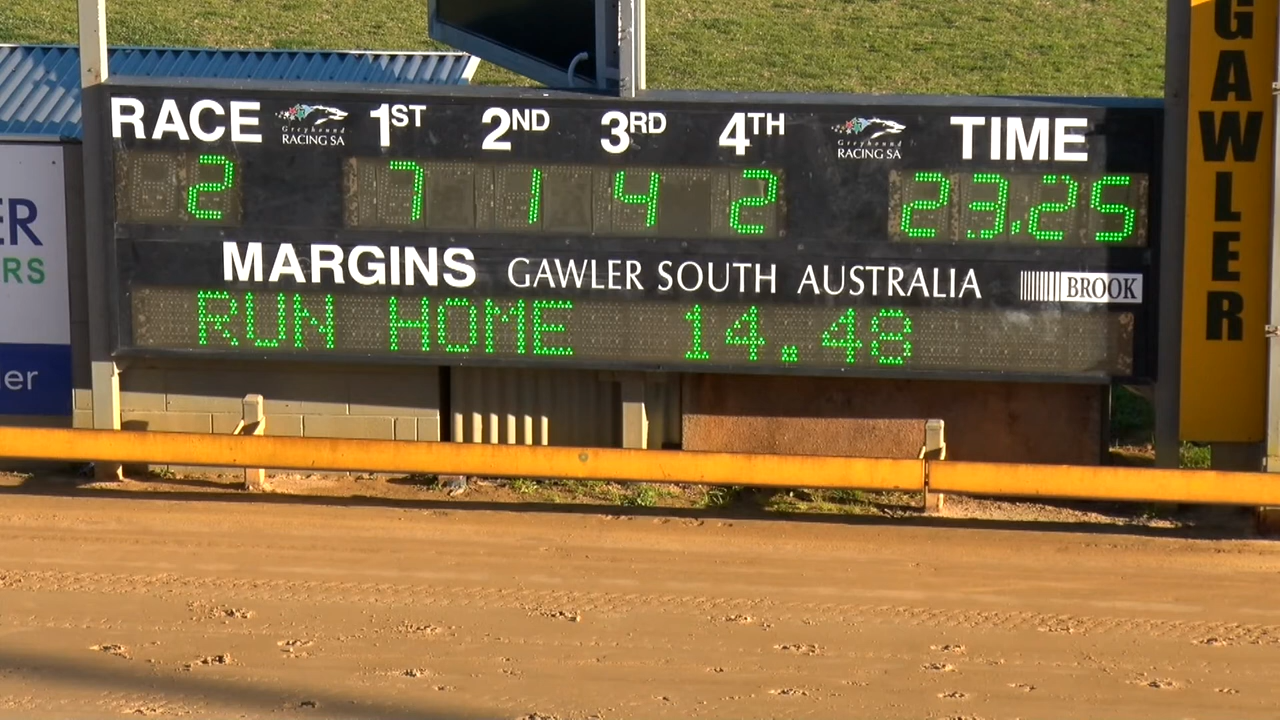 RACE Greyhound RACING SA 1ST 2ND 3RD 4TH Greyhound RACING SA TIME
2 7 1 4 2 23.25
MARGINS GAWLER SOUTH AUSTRALIA BROOK
RUN HOME 14.48
GAWLER
ER
RS
er